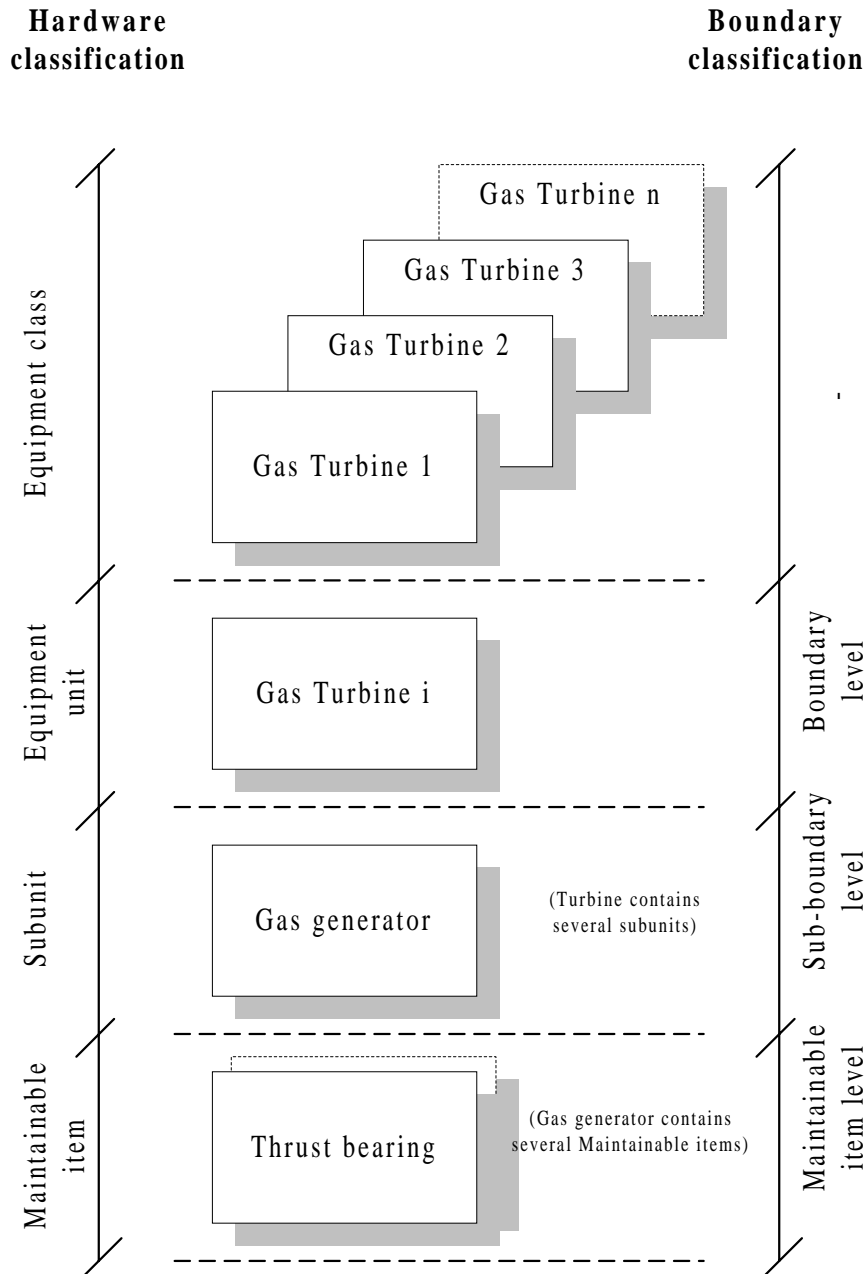 Hardware
classification
Boundary
classification
Equipment class
Gas Turbine n
Gas Turbine 3
Gas Turbine 2
Gas Turbine 1
-
Equipment
unit
Gas Turbine i
Boundary
level
Subunit
Gas generator
(Turbine contains
several subunits)
Sub-boundary
level
Maintainable
item
Thrust bearing
(Gas generator contains
several Maintainable items)
Maintainable
item level